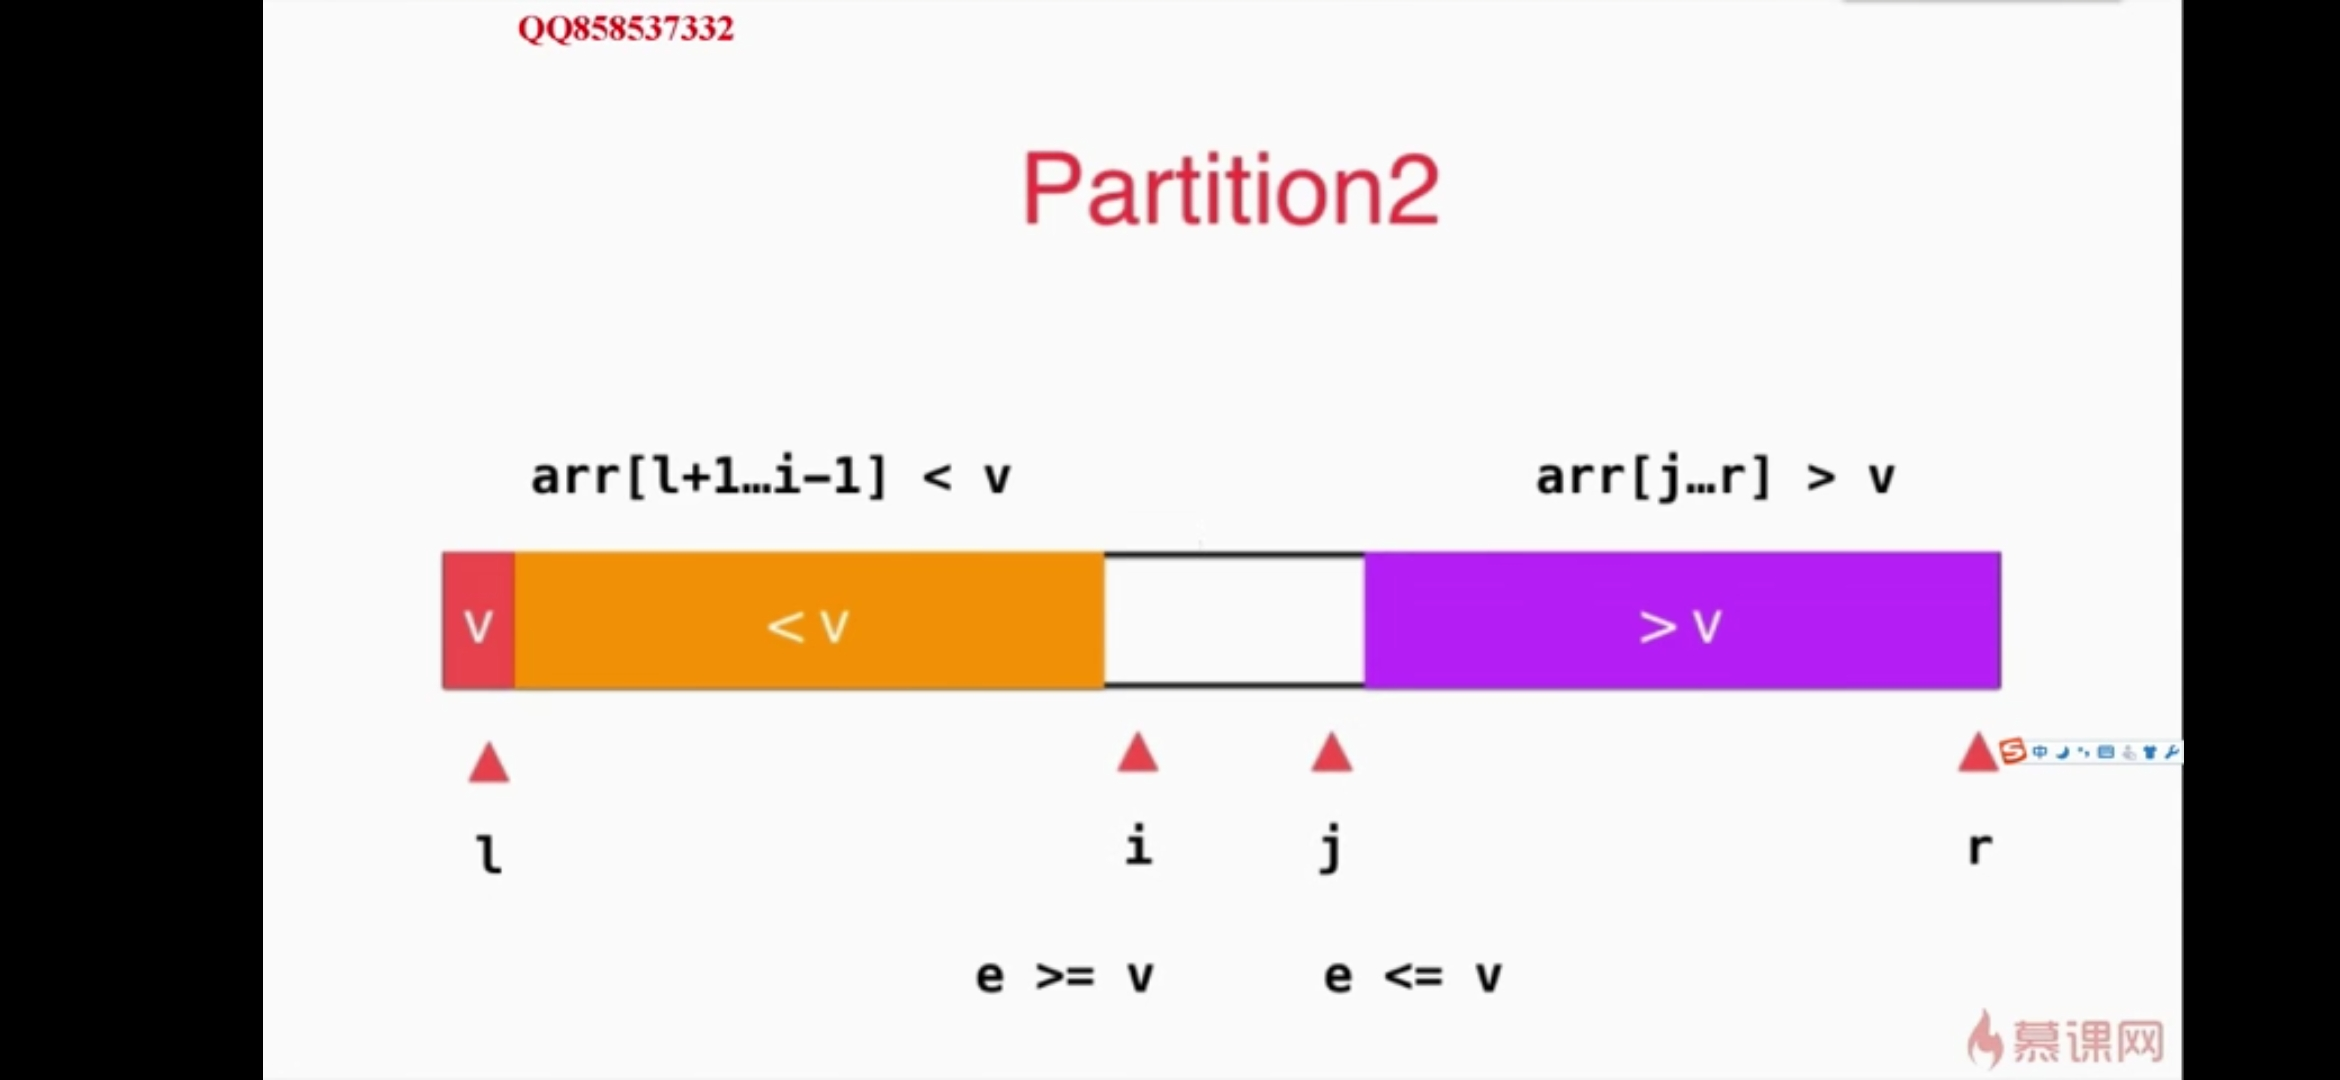 QQ858537332
Partition2
arr[l+1…i-1] < v
arr[j…r] > v
v
< v
> v
中
l
i
j
r
e >= v
e <= v
慕课网